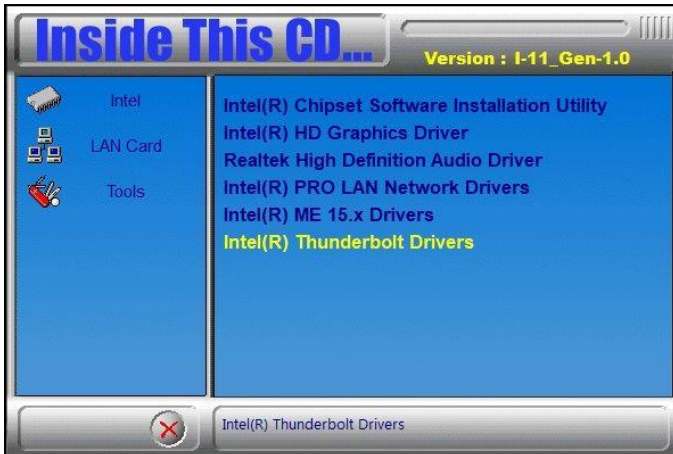 Inside This CD...
Version : I-11_Gen-1.0
Intel
LAN Card
Tools
Intel(R) Chipset Software Installation Utility
Intel(R) HD Graphics Driver
Realtek High Definition Audio Driver
Intel(R) PRO LAN Network Drivers
Intel(R) ME 15.x Drivers
Intel(R) Thunderbolt Drivers
Intel(R) Thunderbolt Drivers